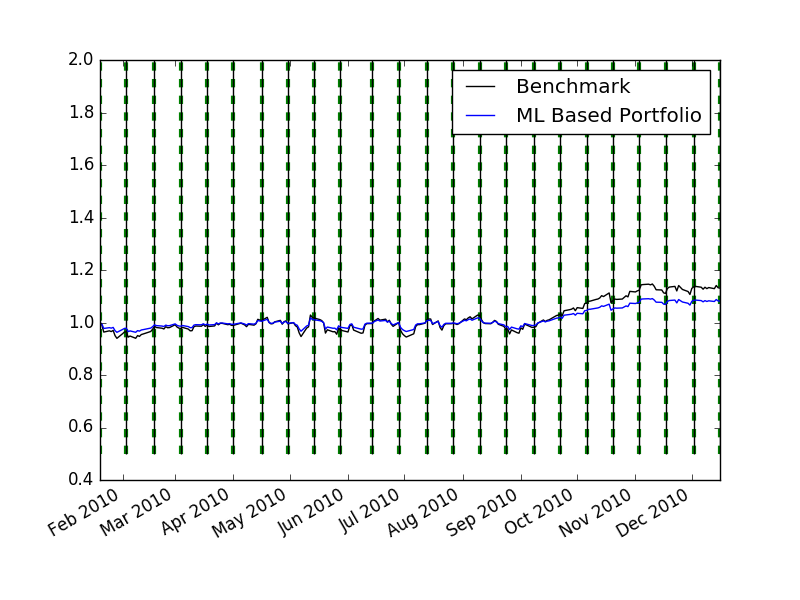 2.0
1.8
1.6
1.4
1.2
1.0
0.8
0.6
0.4
Benchmark
ML Based Portfolio
Feb 2010
Mar 2010
Apr 2010
May 2010
Jun 2010
Jul 2010
Aug 2010
Sep 2010
Oct 2010
Nov 2010
Dec 2010